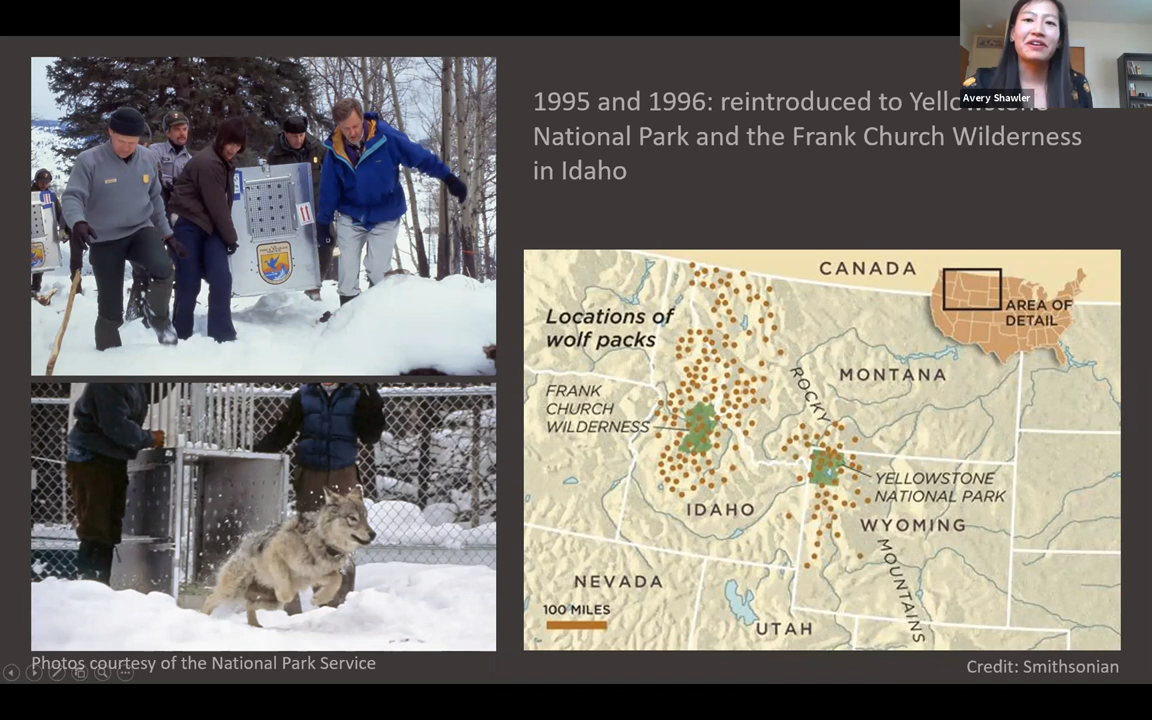 Avery Shawler
1995 and 1996: reintroduced to Yellowstone
National Park and the Frank Church Wilderness
in Idaho
CANADA
AREA OF
DETAIL
Locations of
wolf packs
MONTANA
ROCKY
FRANK
CHURCH
WILDERNESS
YELLOWSTONE
NATIONAL PARK
IDAHO
WYOMING
MOUNTAINS
NEVADA
100 MILES
UTAH
Photos courtesy of the National Park Service
Credit: Smithsonian